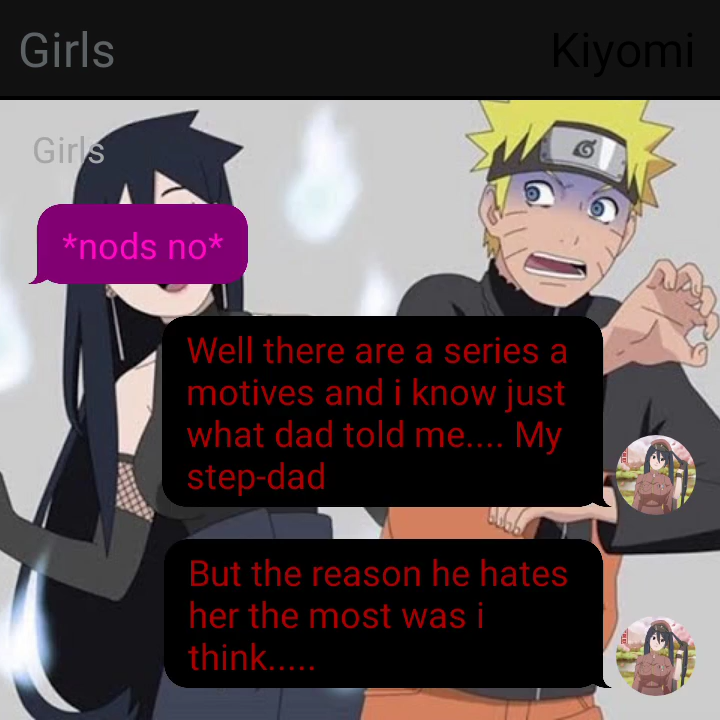 Girls
Kiyomi
Girls
*nods no*
Well there are a series a
motives and i know just
what dad told me.... My
step-dad
But the reason he hates
her the most was i
think.....